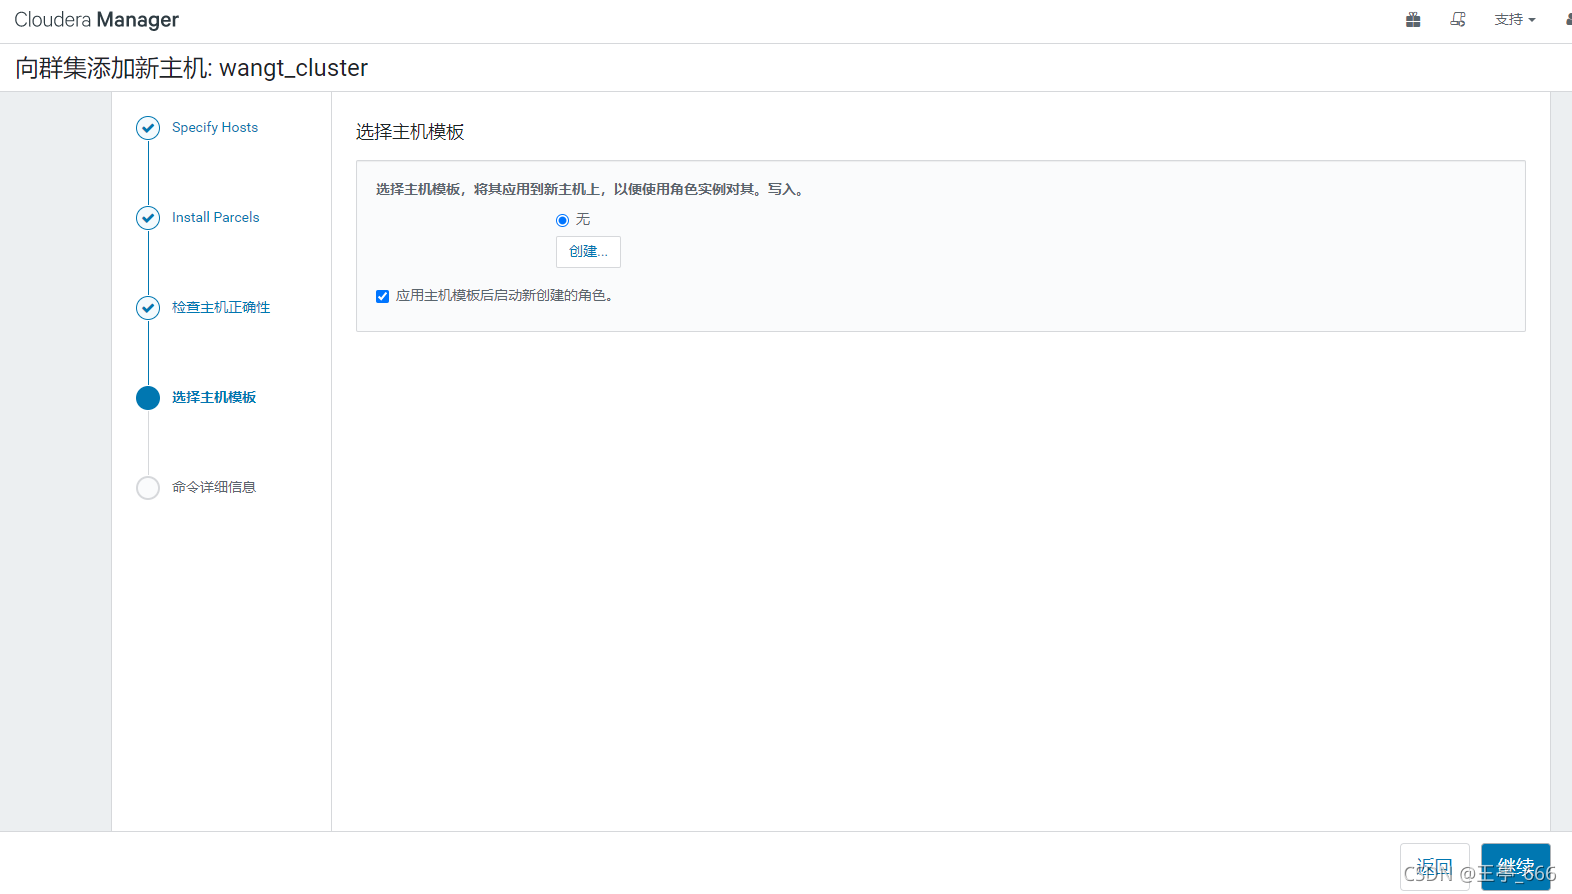 Cloudera Manager
支持
向群集添加新主机: wangt_cluster
Specify Hosts
Install Parcels
检查主机正确性
选择主机模板
命令详细信息
选择主机模板
选择主机模板，将其应用到新主机上，以便使用角色实例对其。写入。
无
创建...
应用主机模板后启动新创建的角色。
返回
继续
CSDN @王亭_666